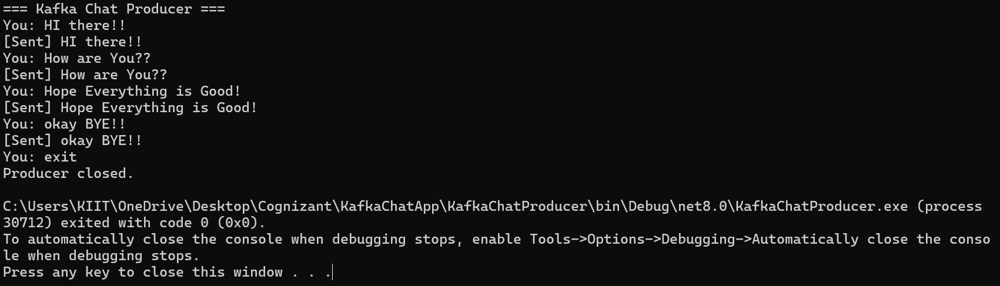 === Kafka Chat Producer ===
You: HI there!!
[Sent] HI there!!
You: How are You??
[Sent] How are You??
You: Hope Everything is Good!
[Sent] Hope Everything is Good!
You: okay BYE!!
[Sent] okay BYE!!
You: exit
Producer closed.

C:\Users\KIIT\OneDrive\Desktop\Cognizant\KafkaChatApp\KafkaChatProducer\bin\Debug\net8.0\KafkaChatProducer.exe (process
30712) exited with code 0 (0x0).
To automatically close the console when debugging stops, enable Tools->Options->Debugging->Automatically close the conso
le when debugging stops.
Press any key to close this window . . .